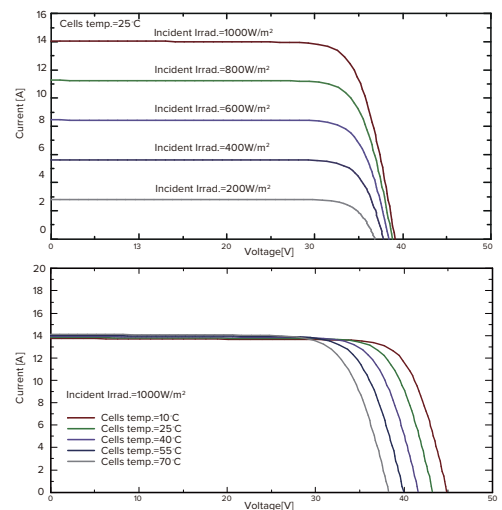 16
Cells temp.=25°C
Incident Irrad.=1000W/m²
14
12
Incident Irrad.=800W/m²
10
Current [A]
Incident Irrad.=600W/m²
8
6
Incident Irrad.=400W/m²
4
Incident Irrad.=200W/m²
2
0
0 13 20 30 40 50
Voltage[V]
20
18
16
14
12
Current [A]
10
Incident Irrad.=1000W/m²
8
Cells temp.=10°C
6
Cells temp.=25°C
Cells temp.=40°C
4
Cells temp.=55°C
2
Cells temp.=70°C
0
0 10 20 30 40 50
Voltage[V]